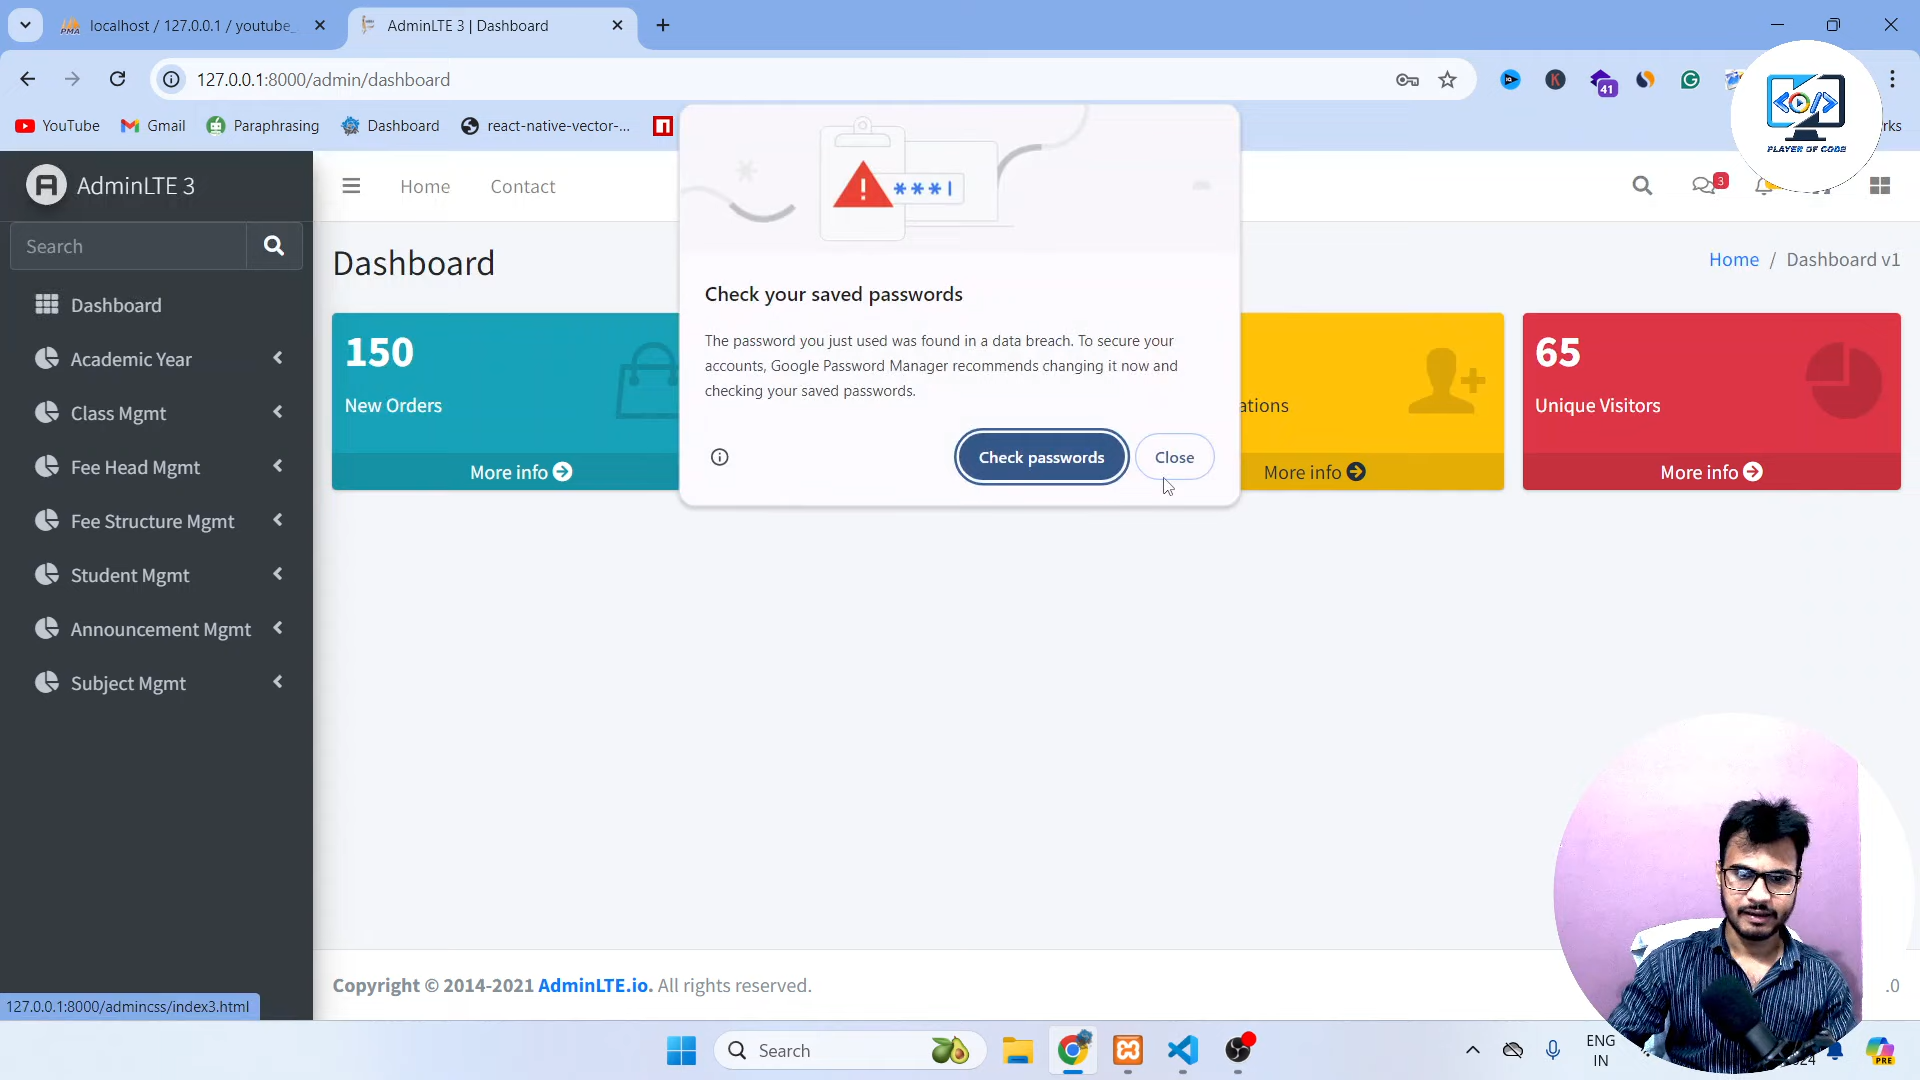 localhost / 127.0.0.1 / youtube_
AdminLTE 3 | Dashboard
127.0.0.1:8000/admin/dashboard
41
YouTube
Gmail
Paraphrasing
Dashboard
react-native-vector-...
rks
PLAYER OF CODE
AdminLTE 3
Home
Contact
3
Search
Dashboard
Academic Year
Class Mgmt
Fee Head Mgmt
Fee Structure Mgmt
Student Mgmt
Announcement Mgmt
Subject Mgmt
Dashboard
Home / Dashboard v1
150
New Orders
More info
ations
More info
65
Unique Visitors
More info
***|
Check your saved passwords
The password you just used was found in a data breach. To secure your
accounts, Google Password Manager recommends changing it now and
checking your saved passwords.
Check passwords
Close
Copyright © 2014-2021 AdminLTE.io. All rights reserved.
.0
127.0.0.1:8000/admincss/index3.html
Search
ENG
IN
PRE